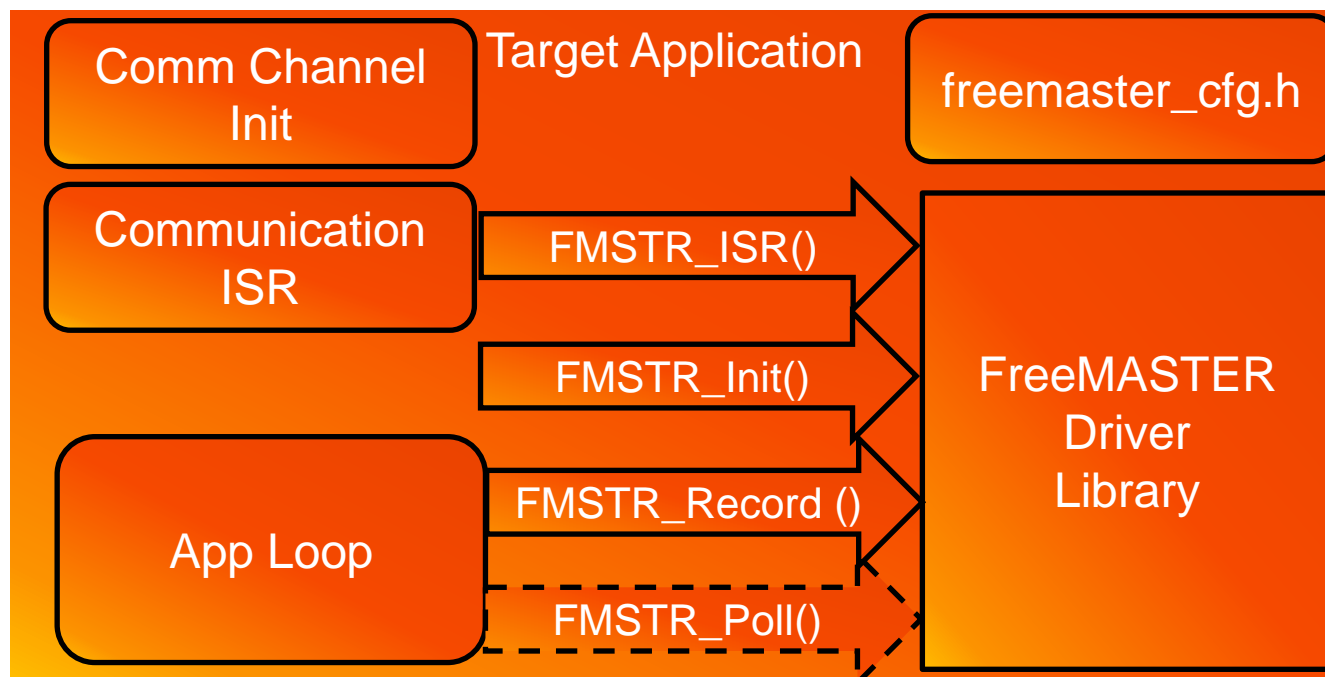 Target Application
Comm Channel
Init
freemaster_cfg.h
Communication
ISR
FMSTR_ISR()
FMSTR_Init()
FreeMASTER
Driver
Library
App Loop
FMSTR_Record ()
FMSTR_Poll()